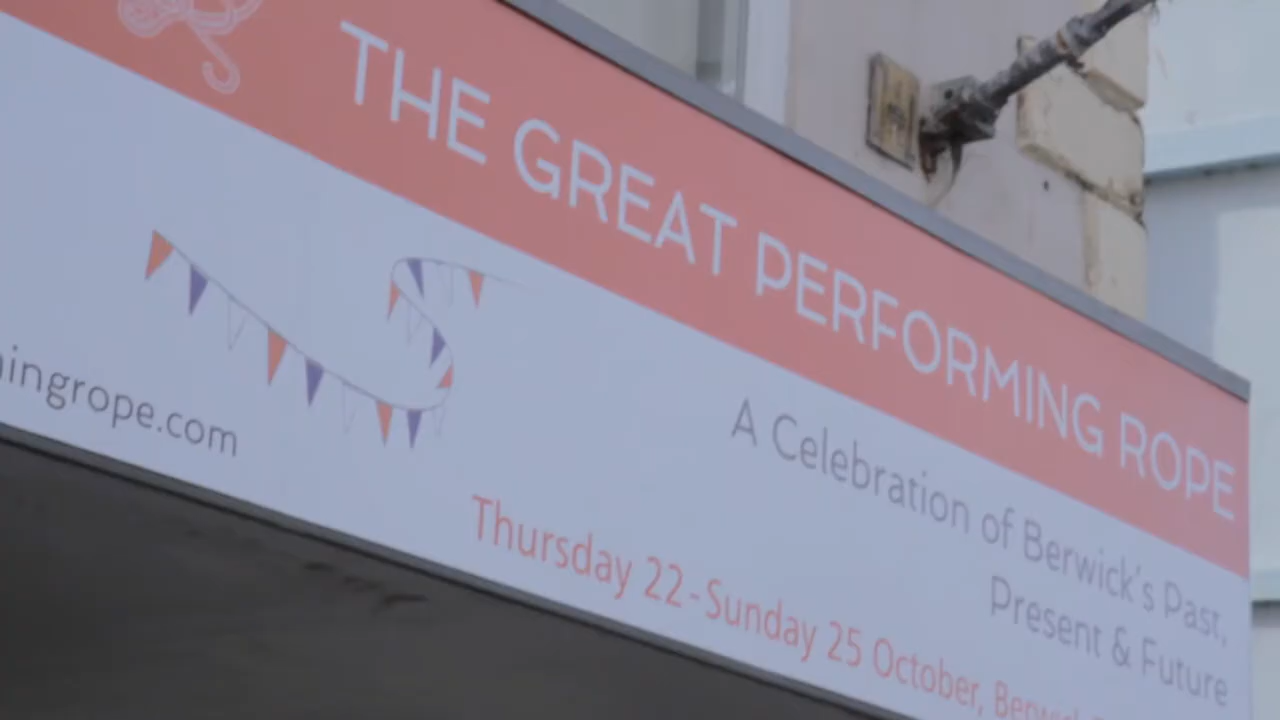 THE GREAT PERFORMING ROPE
A Celebration of Berwick's Past,
Present & Future
Thursday 22-Sunday 25 October,
ingrope.com